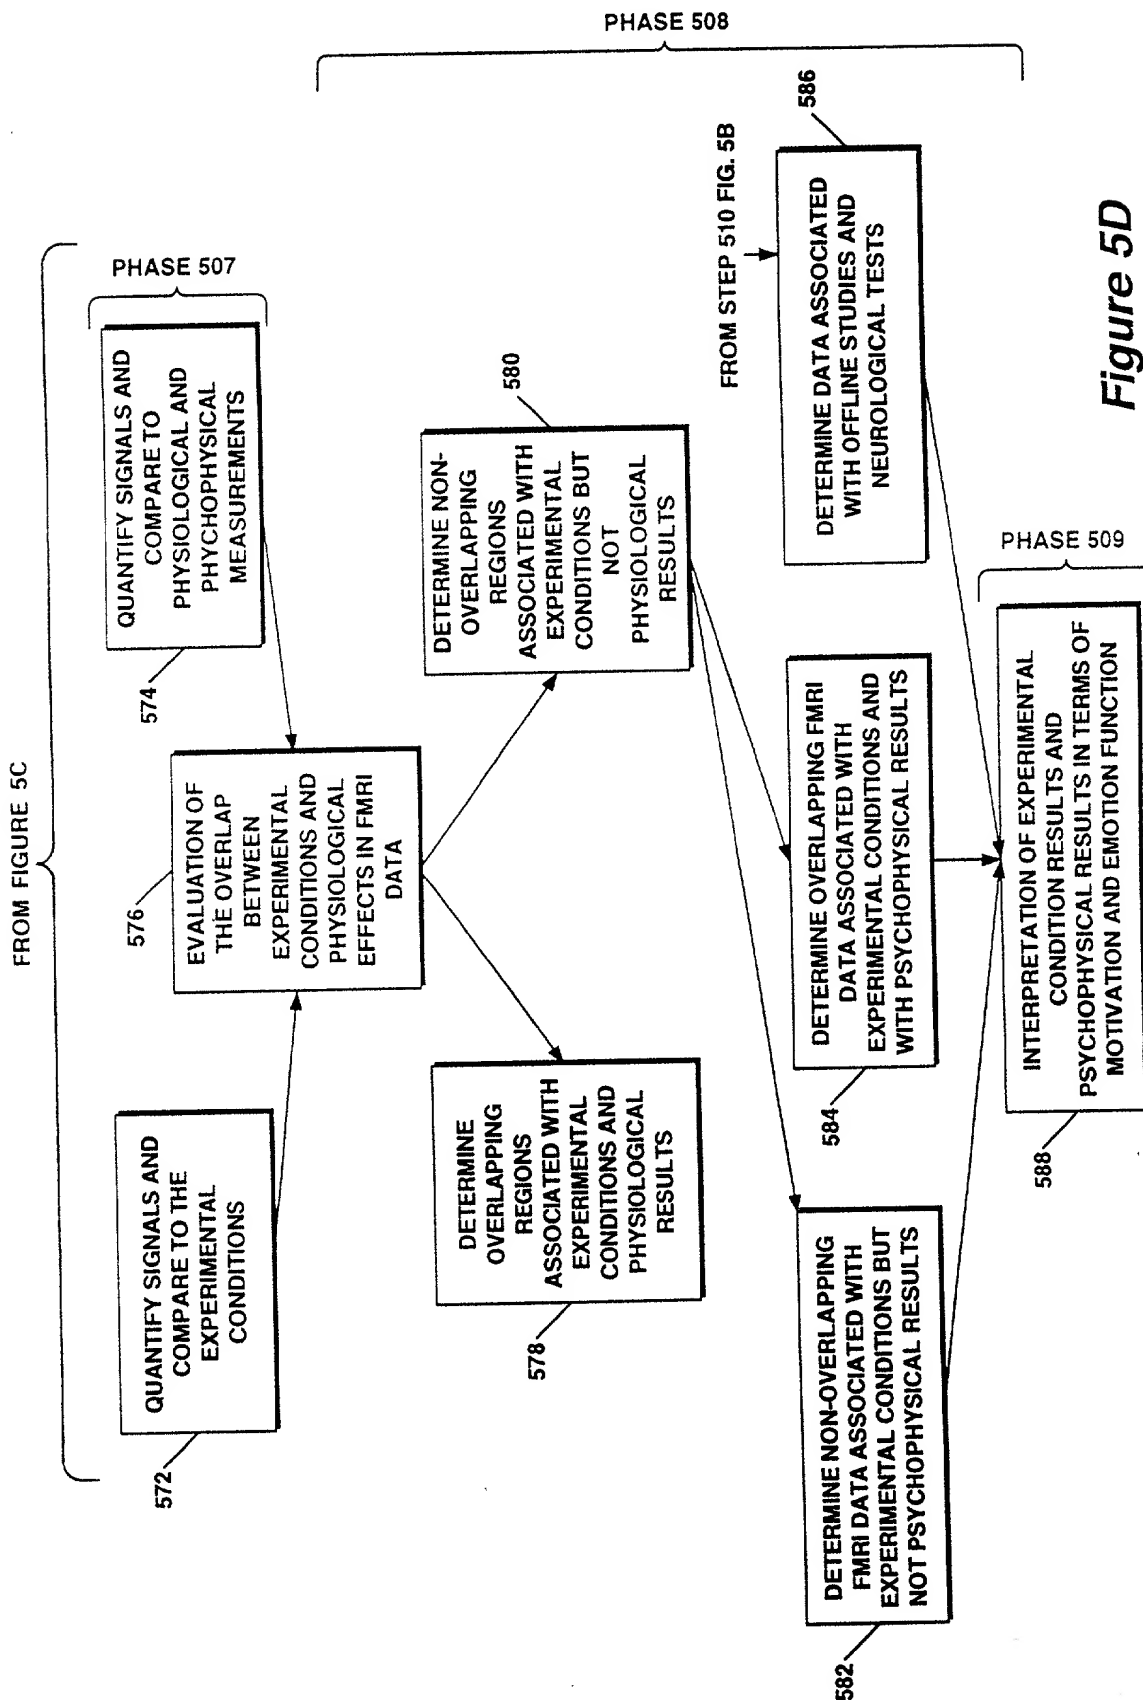 FROM FIGURE 5C
PHASE 507
PHASE 508
572
QUANTIFY SIGNALS AND
COMPARE TO THE
EXPERIMENTAL
CONDITIONS
574
QUANTIFY SIGNALS AND
COMPARE TO
PHYSIOLOGICAL AND
PHYCHOPHYSICAL
MEASUREMENTS
576
EVALUATION OF
THE OVERLAP
BETWEEN
EXPERIMENTAL
CONDITIONS AND
PHYSIOLOGICAL
EFFECTS IN FMRI
DATA
578
DETERMINE
OVERLAPPING
REGIONS
ASSOCIATED WITH
EXPERIMENTAL
CONDITIONS AND
PHYSIOLOGICAL
RESULTS
580
DETERMINE NON-
OVERLAPPING
REGIONS
ASSOCIATED WITH
EXPERIMENTAL
CONDITIONS BUT
NOT
PHYSIOLOGICAL
RESULTS
FROM STEP 510 FIG. 5B
582
DETERMINE NON-OVERLAPPING
FMRI DATA ASSOCIATED WITH
EXPERIMENTAL CONDITIONS BUT
NOT PSYCHOPHYSICAL RESULTS
584
DETERMINE OVERLAPPING FMRI
DATA ASSOCIATED WITH
EXPERIMENTAL CONDITIONS AND
WITH PSYCHOPHYSICAL RESULTS
586
DETERMINE DATA ASSOCIATED
WITH OFFLINE STUDIES AND
NEUROLOGICAL TESTS
PHASE 509
588
INTERPRETATION OF EXPERIMENTAL
CONDITION RESULTS AND
PSYCHOPHYSICAL RESULTS IN TERMS OF
MOTIVATION AND EMOTION FUNCTION
Figure 5D